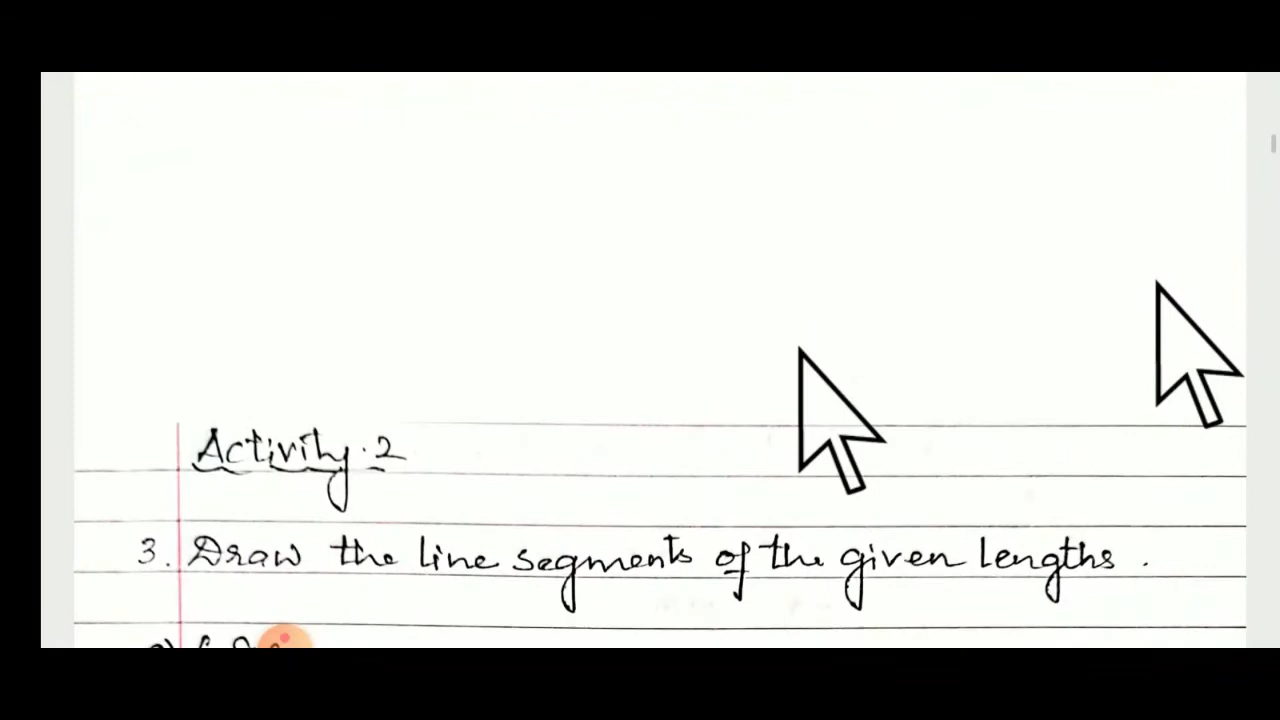 Activity. 2
3. Draw the line segments of the given lengths.